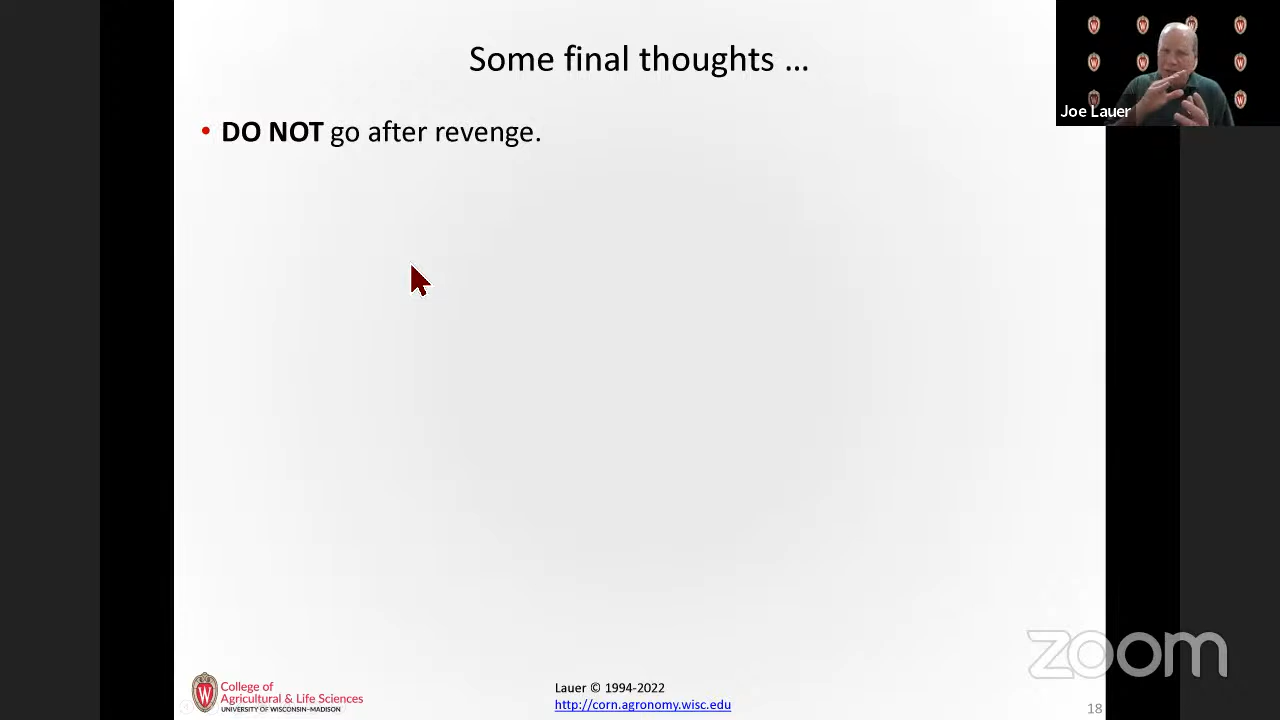 Some final thoughts …
Joe Lauer
• DO NOT go after revenge.
zoom
College of
Agricultural & Life Sciences
UNIVERSITY OF WISCONSIN–MADISON
Lauer © 1994-2022
http://corn.agronomy.wisc.edu
18